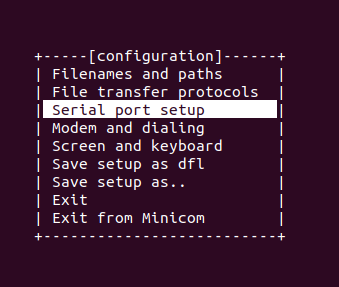 +-----[configuration]------+
| Filenames and paths      |
| File transfer protocols  |
| Serial port setup        |
| Modem and dialing        |
| Screen and keyboard      |
| Save setup as dfl        |
| Save setup as..          |
| Exit                     |
| Exit from Minicom        |
+--------------------------+